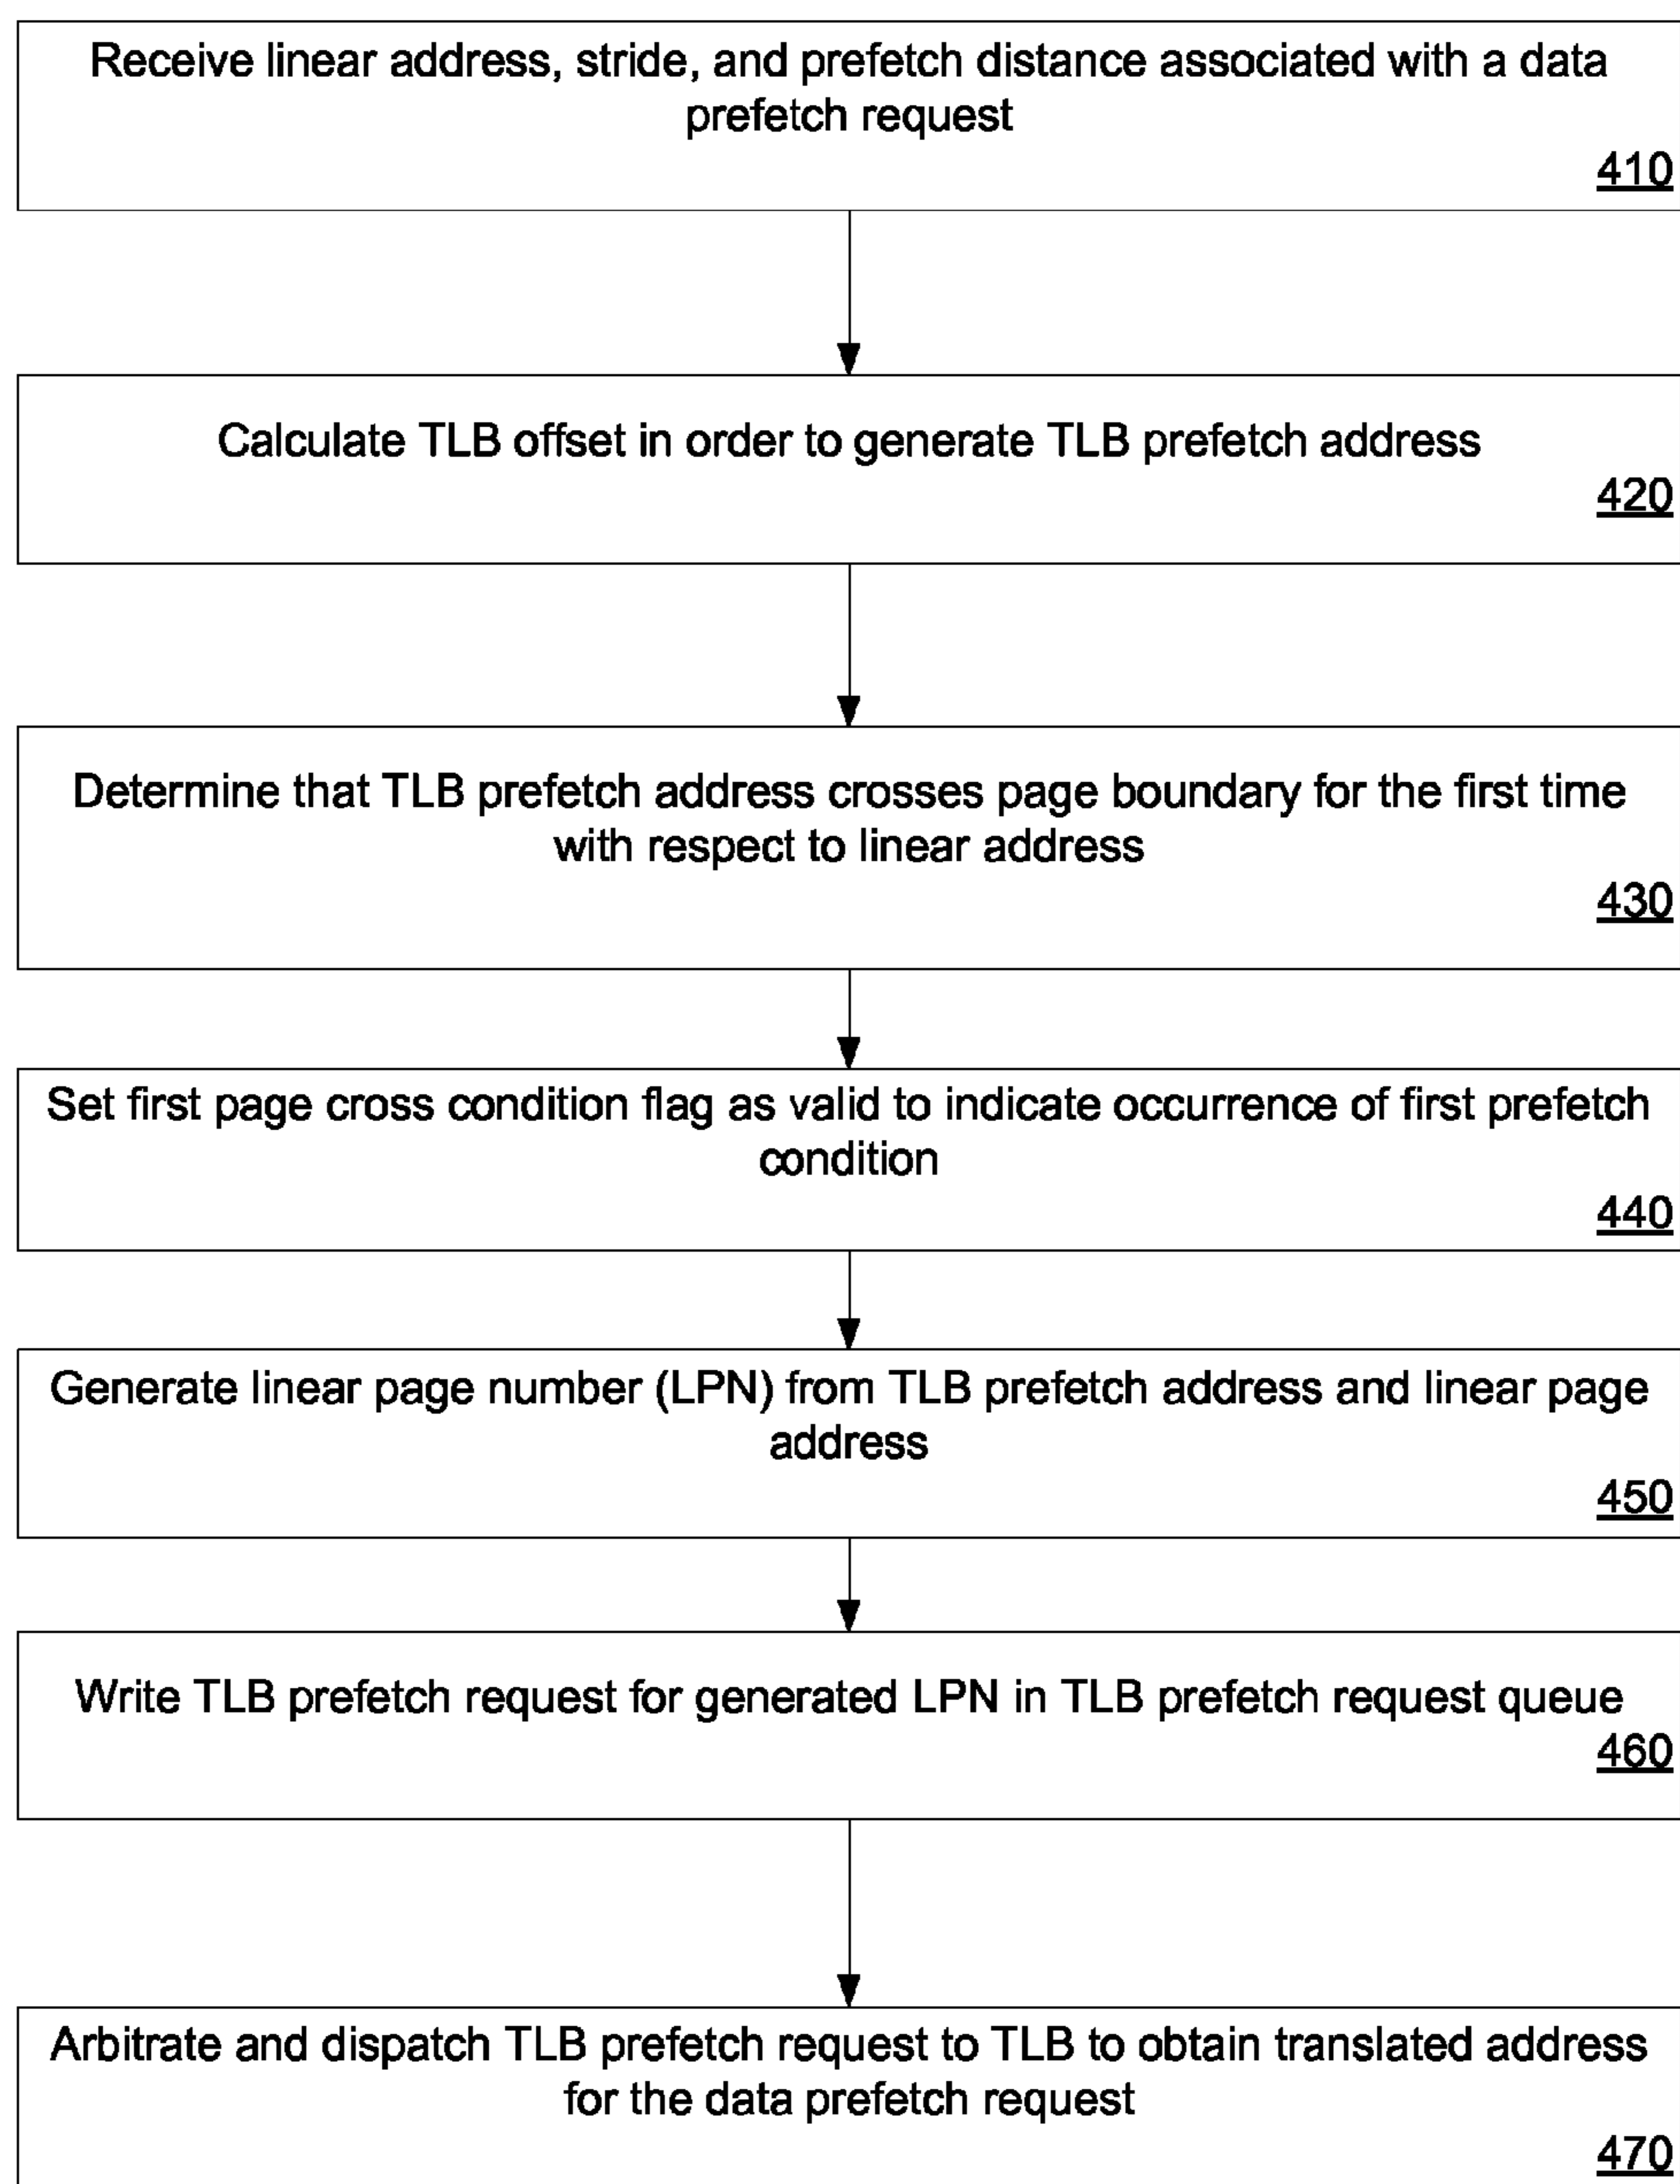 Receive linear address, stride, and prefetch distance associated with a data
prefetch request
410
Calculate TLB offset in order to generate TLB prefetch address
420
Determine that TLB prefetch address crosses page boundary for the first time
with respect to linear address
430
Set first page cross condition flag as valid to indicate occurrence of first prefetch
condition
440
Generate linear page number (LPN) from TLB prefetch address and linear page
address
450
Write TLB prefetch request for generated LPN in TLB prefetch request queue
460
Arbitrate and dispatch TLB prefetch request to TLB to obtain translated address
for the data prefetch request
470